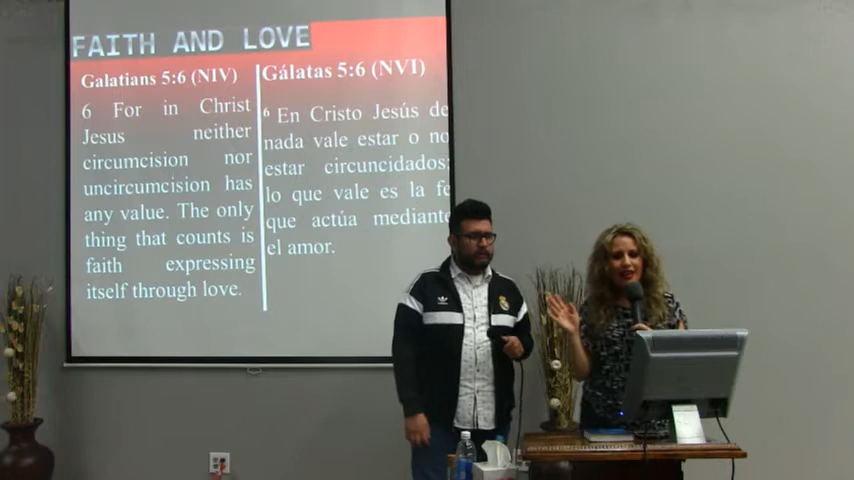 FAITH AND LOVE
Galatians 5:6 (NIV)
6 For in Christ
Jesus neither
circumcision nor
uncircumcision has
any value. The only
thing that counts is
faith expressing
itself through love.
Gálatas 5:6 (NVI)
6 En Cristo Jesús de
nada vale estar o no
estar circuncidados;
lo que vale es la fe
que actúa mediante
el amor.